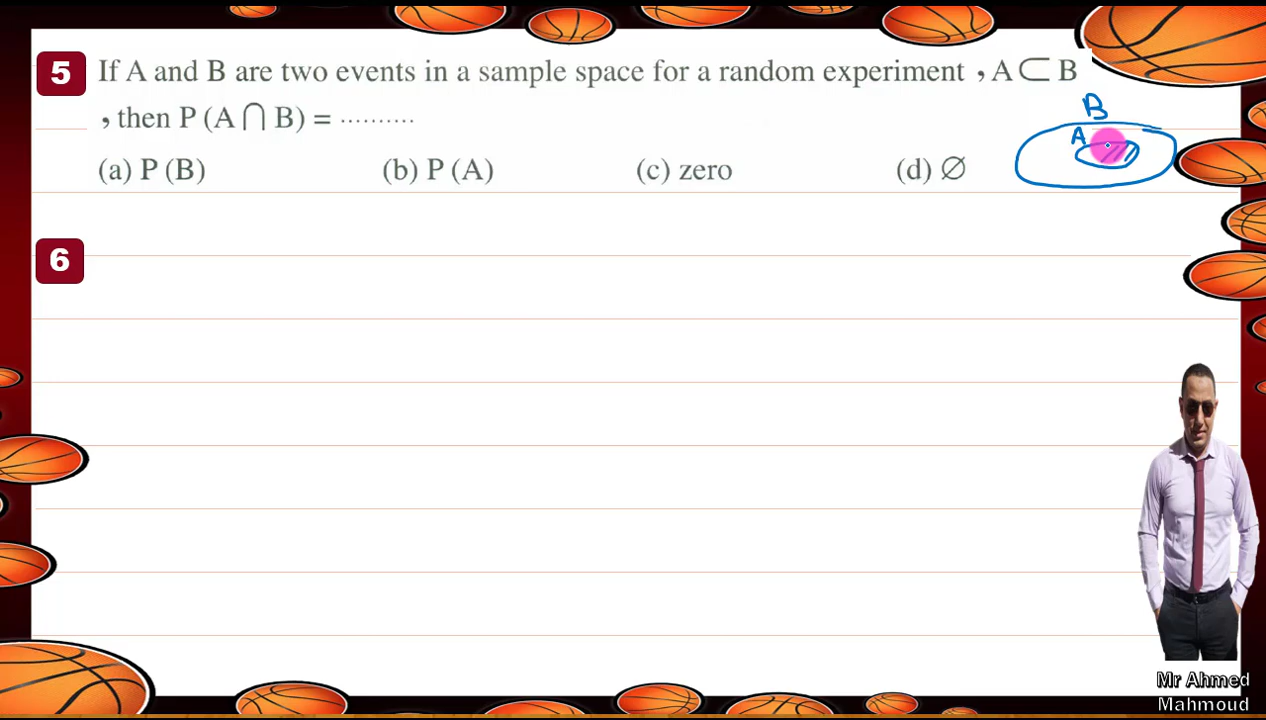 5 If A and B are two events in a sample space for a random experiment , A ⊂ B
, then P (A ⋂ B) = ..........
B
A
(a) P (B) (b) P (A) (c) zero (d) ∅
6
Mr Ahmed
Mahmoud